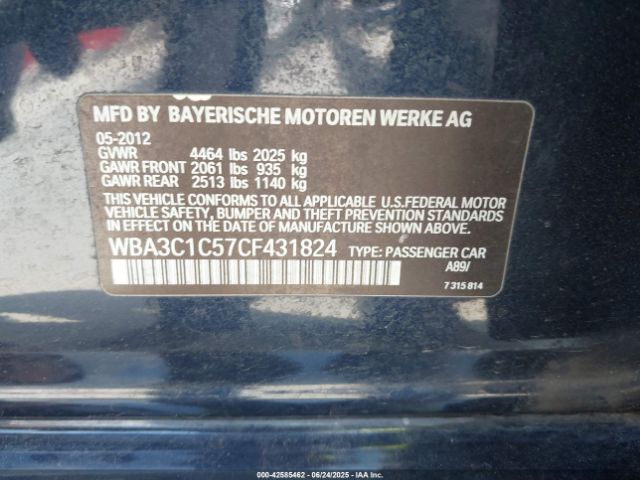 MFD BY BAYERISCHE MOTOREN WERKE AG
05-2012
GVWR 4464 lbs 2025 kg
GAWR FRONT 2061 lbs 935 kg
GAWR REAR 2513 lbs 1140 kg
THIS VEHICLE CONFORMS TO ALL APPLICABLE U.S.FEDERAL MOTOR
VEHICLE SAFETY, BUMPER AND THEFT PREVENTION STANDARDS
IN EFFECT ON THE DATE OF MANUFACTURE SHOWN ABOVE.
WBA3C1C57CF431824 TYPE: PASSENGER CAR
A89/
7 315 814
000-42585462 - 06/24/2025 - IAA Inc.